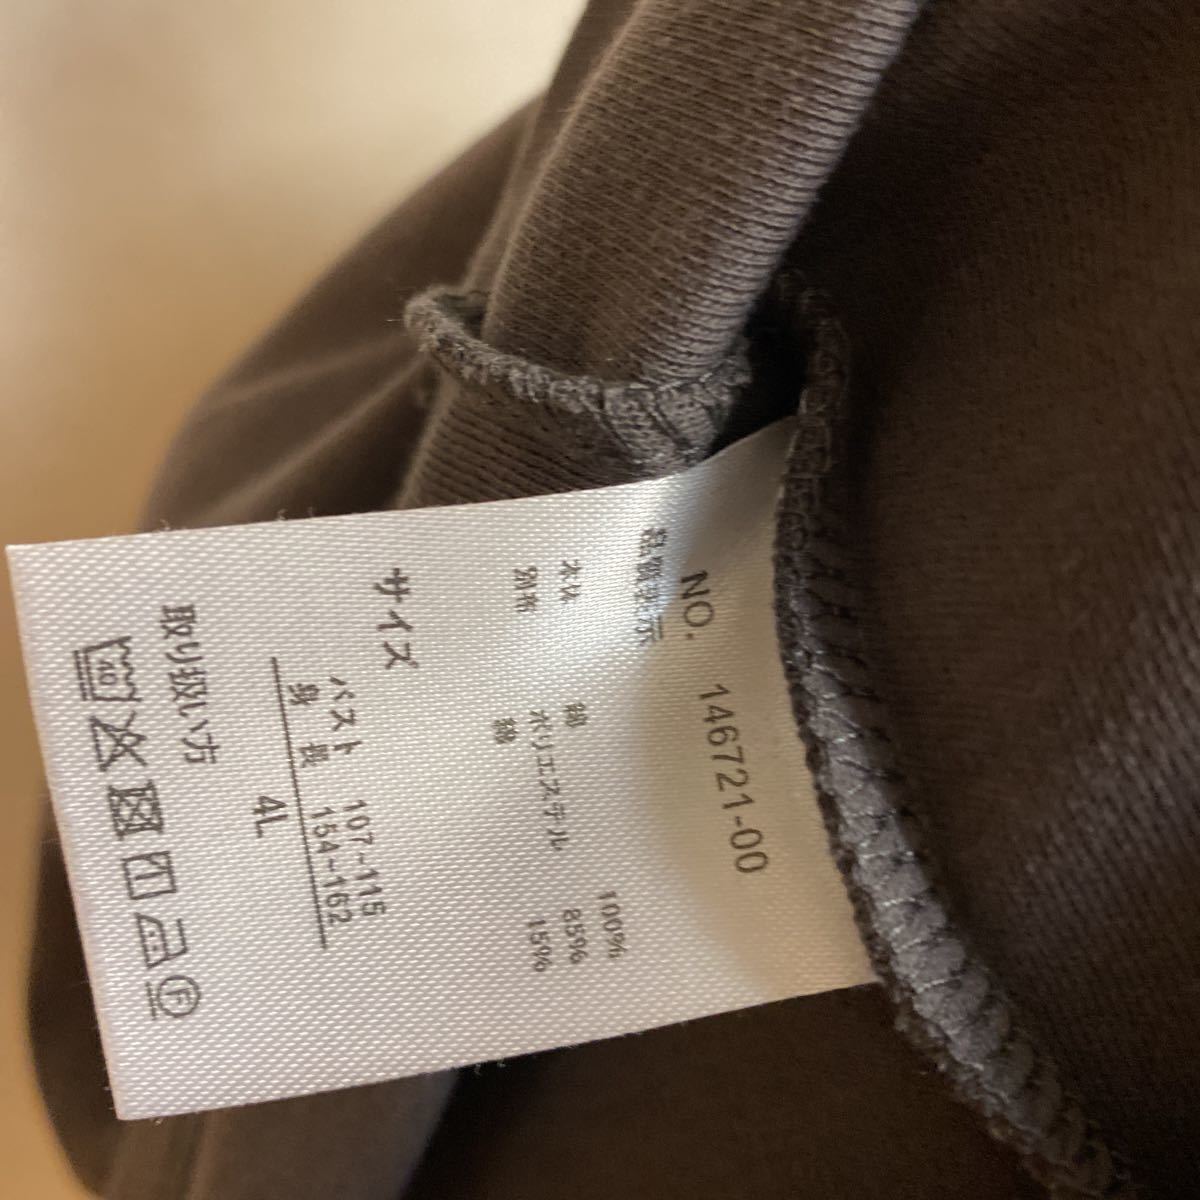 NO. 146721-00
品質表示
本体 綿 100%
別布 ポリエステル 85%
綿 15%
サイズ
バスト 107-115
身長 154-162
4L
取り扱い方
40
F